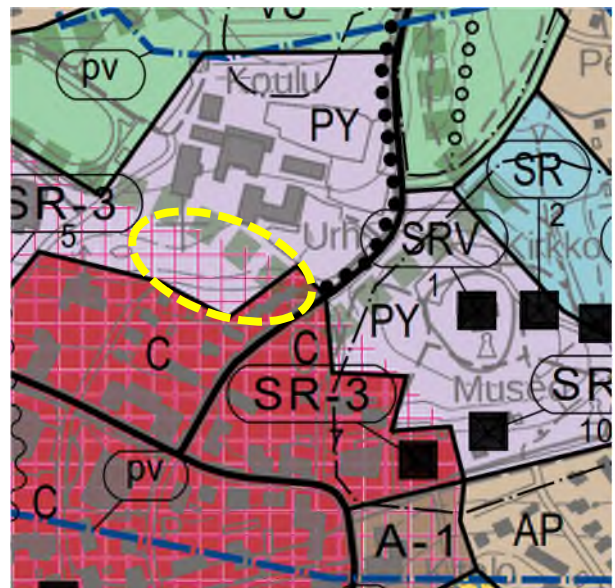 VU
pv
Koulu
PY
SR
2
SR-3
5
Urh
SRV
1
Kirkko
C
C
PY
Muse
SR-3
7
SR
10
pv
C
A-1
AP